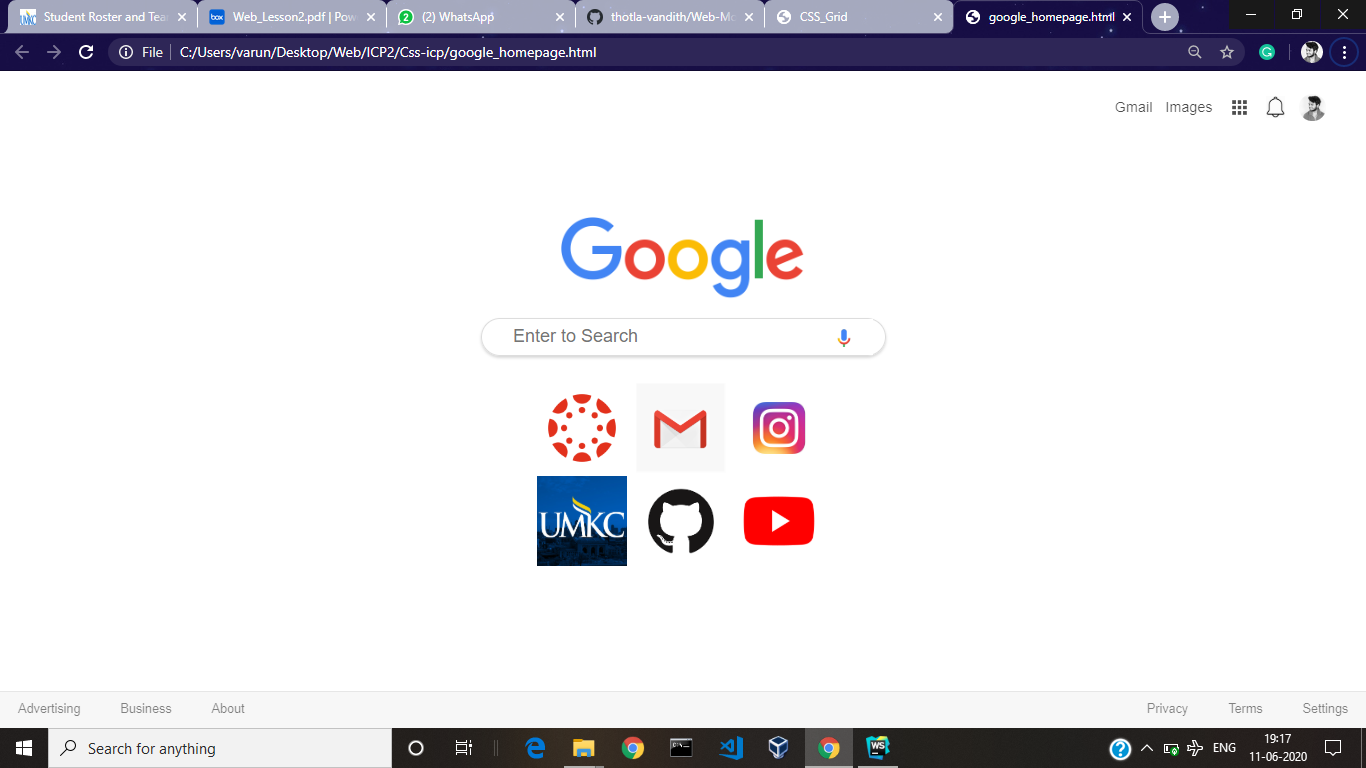 Student Roster and Tea
Web_Lesson2.pdf | Pow
(2) WhatsApp
thotla-vandith/Web-Mo
CSS_Grid
google_homepage.html
File
C:/Users/varun/Desktop/Web/ICP2/Css-icp/google_homepage.html
Gmail Images
Google
Enter to Search
UMKC
Advertising Business About
Privacy Terms Settings
Search for anything
ENG
19:17
11-06-2020